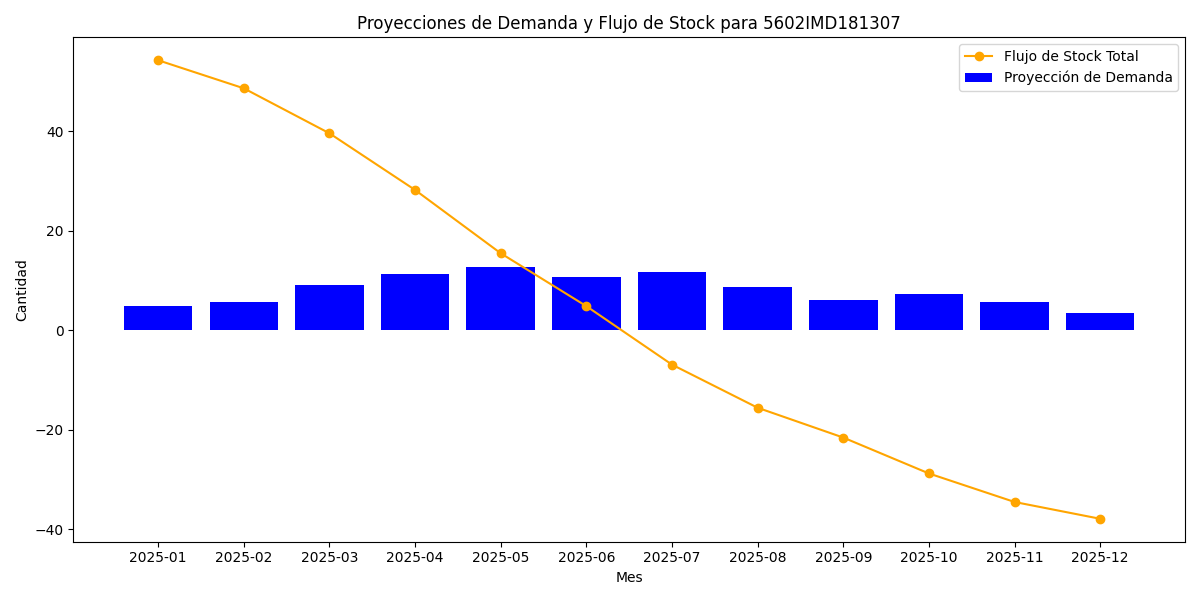 Proyecciones de Demanda y Flujo de Stock para 5602IMD181307
Flujo de Stock Total
Proyección de Demanda
Cantidad
40
20
0
−20
−40
2025-01 2025-02 2025-03 2025-04 2025-05 2025-06 2025-07 2025-08 2025-09 2025-10 2025-11 2025-12
Mes